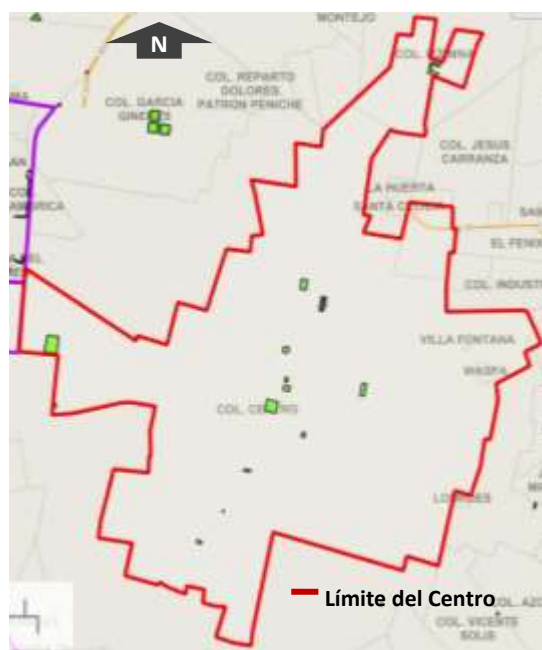 MONTEJO
N
COL. REPARTO
DOLORES
PATRON PENICHE
COL. GARCIA
GINERES
COL. JESUS
CARRANZA
LA HUERTA
SANTA CECILIA
EL FENIX
COL. INDUST
VILLA FONTANA
WASPA
COL. CENTRO
LOURDES
Límite del Centro
COL. AZC
COL. VICENTE
SOLIS